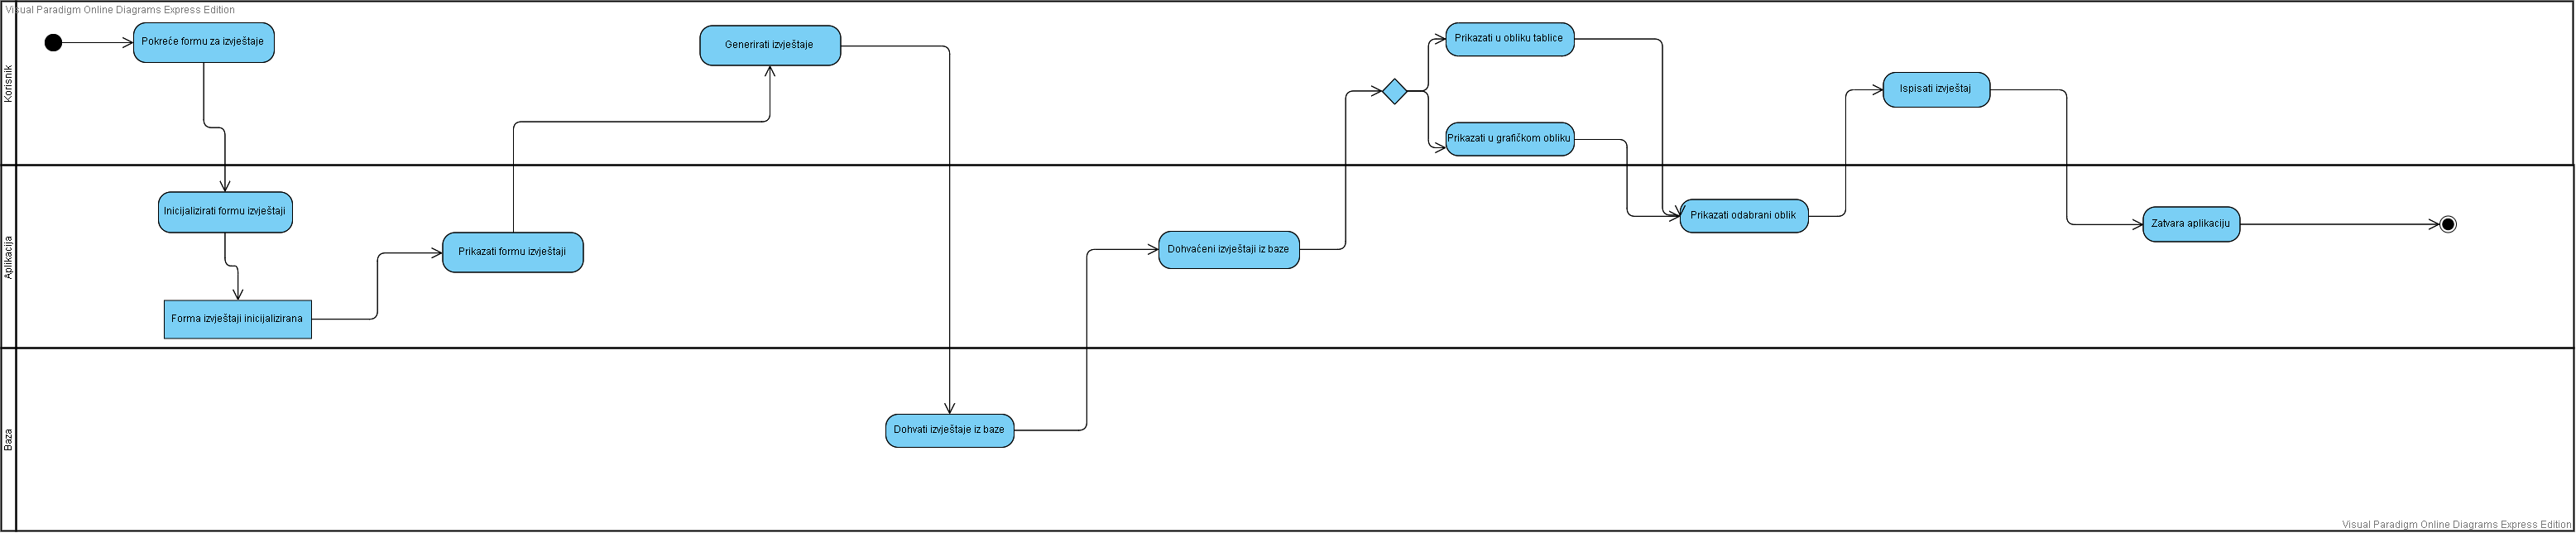 Visual Paradigm Online Diagrams Express Edition
Korisnik
Pokreće formu za izvještaje
Generirati izvještaje
Prikazati u obliku tablice
Prikazati u grafičkom obliku
Ispisati izvještaj
Aplikacija
Inicijalizirati formu izvještaji
Forma izvještaji inicijalizirana
Prikazati formu izvještaji
Dohvaćeni izvještaji iz baze
Prikazati odabrani oblik
Zatvara aplikaciju
Baza
Dohvati izvještaje iz baze
Visual Paradigm Online Diagrams Express Edition